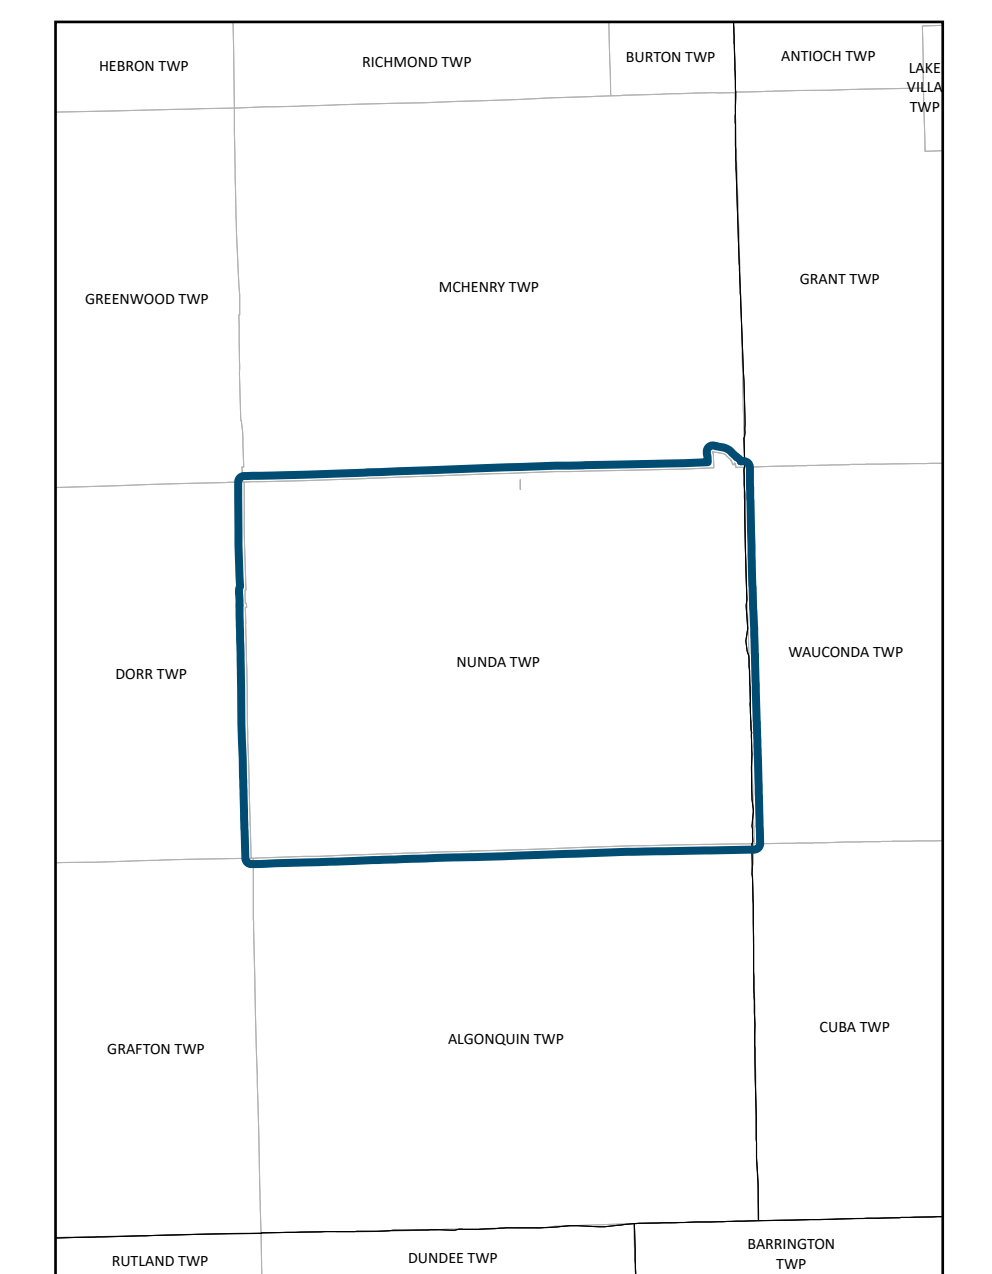 HEBRON TWP
RICHMOND TWP
BURTON TWP
ANTIOCH TWP
LAKE
VILLA
TWP
GREENWOOD TWP
MCHENRY TWP
GRANT TWP
DORR TWP
NUNDA TWP
WAUCONDA TWP
GRAFTON TWP
ALGONQUIN TWP
CUBA TWP
RUTLAND TWP
DUNDEE TWP
BARRINGTON
TWP